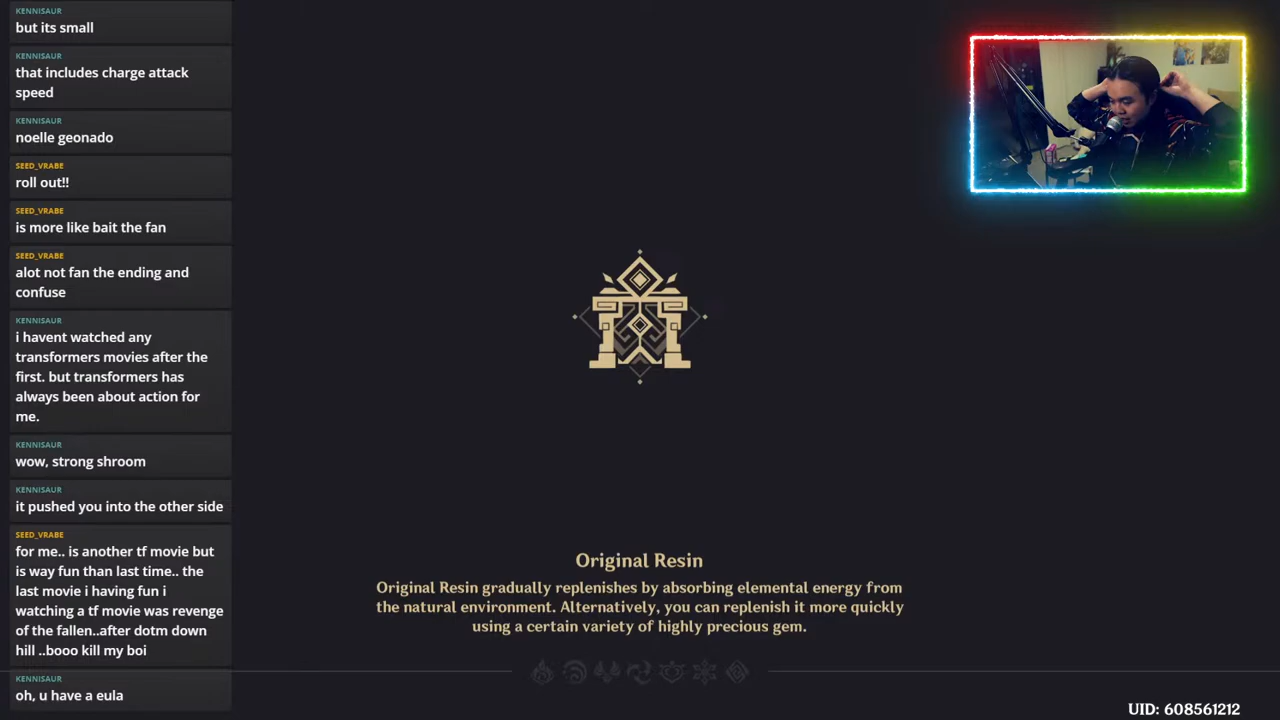 KENNISAUR
but its small
KENNISAUR
that includes charge attack
speed
KENNISAUR
noelle geonado
SEED_VRABE
roll out!!
SEED_VRABE
is more like bait the fan
SEED_VRABE
alot not fan the ending and
confuse
KENNISAUR
i havent watched any
transformers movies after the
first. but transformers has
always been about action for
me.
KENNISAUR
wow, strong shroom
KENNISAUR
it pushed you into the other side
SEED_VRABE
for me.. is another tf movie but
is way fun than last time.. the
last movie i having fun i
watching a tf movie was revenge
of the fallen..after dotm down
hill ..booo kill my boi
KENNISAUR
oh, u have a eula
Original Resin
Original Resin gradually replenishes by absorbing elemental energy from
the natural environment. Alternatively, you can replenish it more quickly
using a certain variety of highly precious gem.
UID: 608561212